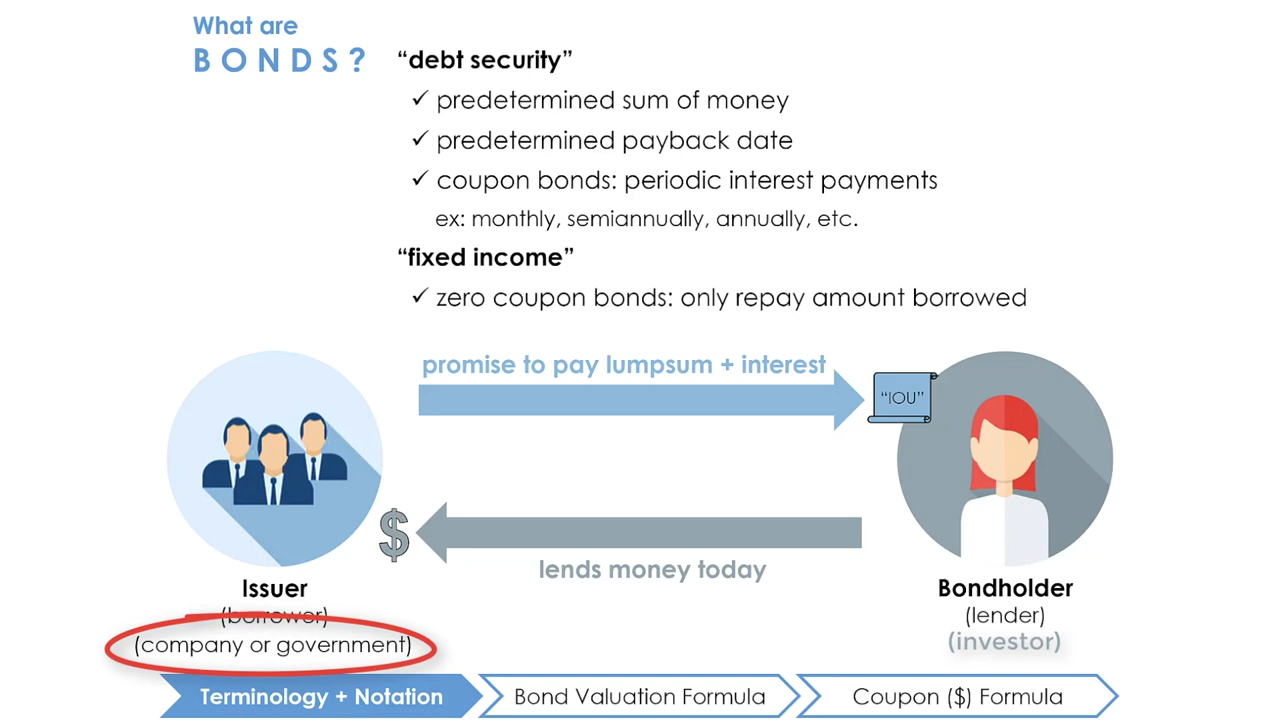 What are
BONDS?
“debt security”
✓ predetermined sum of money
✓ predetermined payback date
✓ coupon bonds: periodic interest payments
ex: monthly, semiannually, annually, etc.
“fixed income”
✓ zero coupon bonds: only repay amount borrowed
promise to pay lumpsum + interest
“IOU”
$
lends money today
Issuer
(borrower)
(company or government)
Bondholder
(lender)
(investor)
Terminology + Notation
Bond Valuation Formula
Coupon ($) Formula